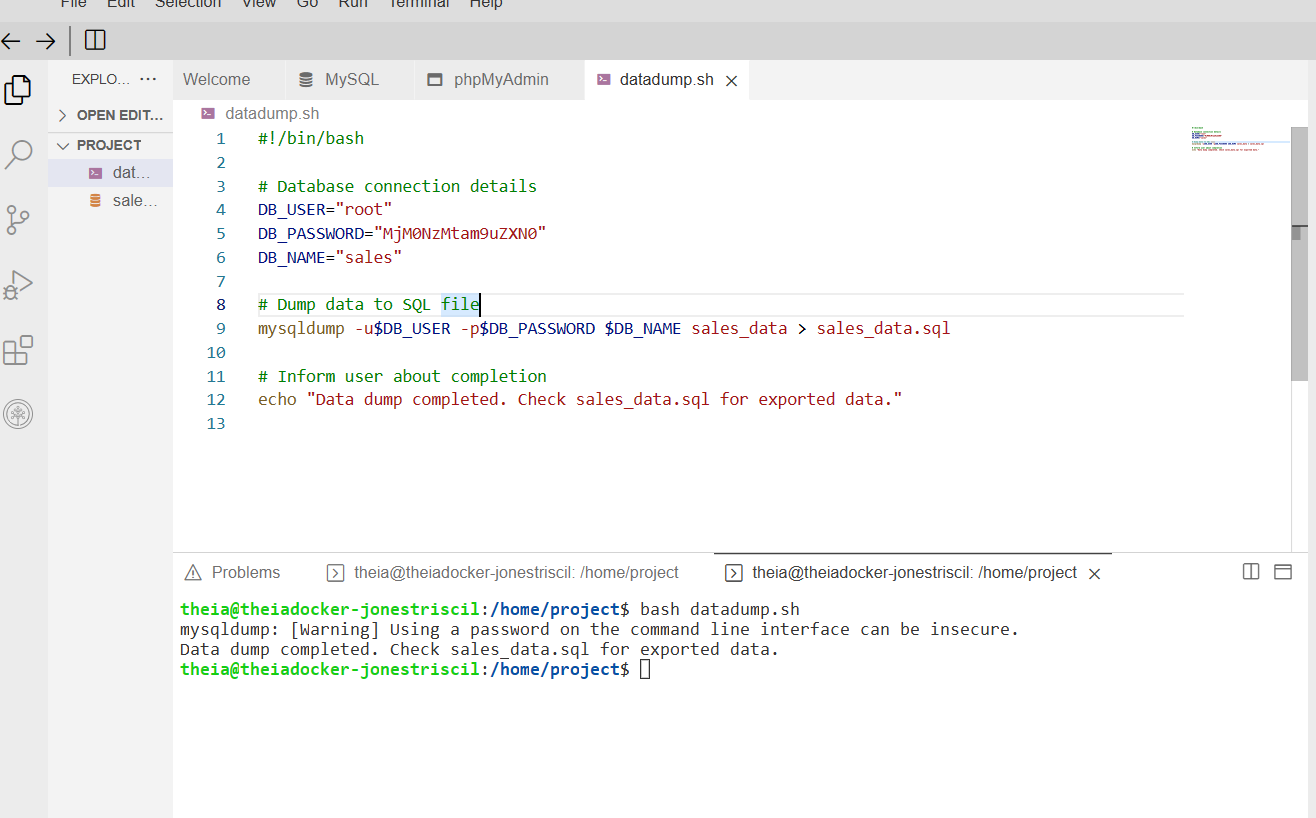 File Edit Selection View Go Run Terminal Help
EXPLO... ···
Welcome MySQL phpMyAdmin datadump.sh
OPEN EDIT...
PROJECT
dat...
sale...
datadump.sh
1 #!/bin/bash
2
3 # Database connection details
4 DB_USER="root"
5 DB_PASSWORD="MjM0NzMtam9uZXN0"
6 DB_NAME="sales"
7
8 # Dump data to SQL file
9 mysqldump -u$DB_USER -p$DB_PASSWORD $DB_NAME sales_data > sales_data.sql
10
11 # Inform user about completion
12 echo "Data dump completed. Check sales_data.sql for exported data."
13
Problems theia@theiadocker-jonestriscil: /home/project theia@theiadocker-jonestriscil: /home/project
theia@theiadocker-jonestriscil:/home/project$ bash datadump.sh
mysqldump: [Warning] Using a password on the command line interface can be insecure.
Data dump completed. Check sales_data.sql for exported data.
theia@theiadocker-jonestriscil:/home/project$